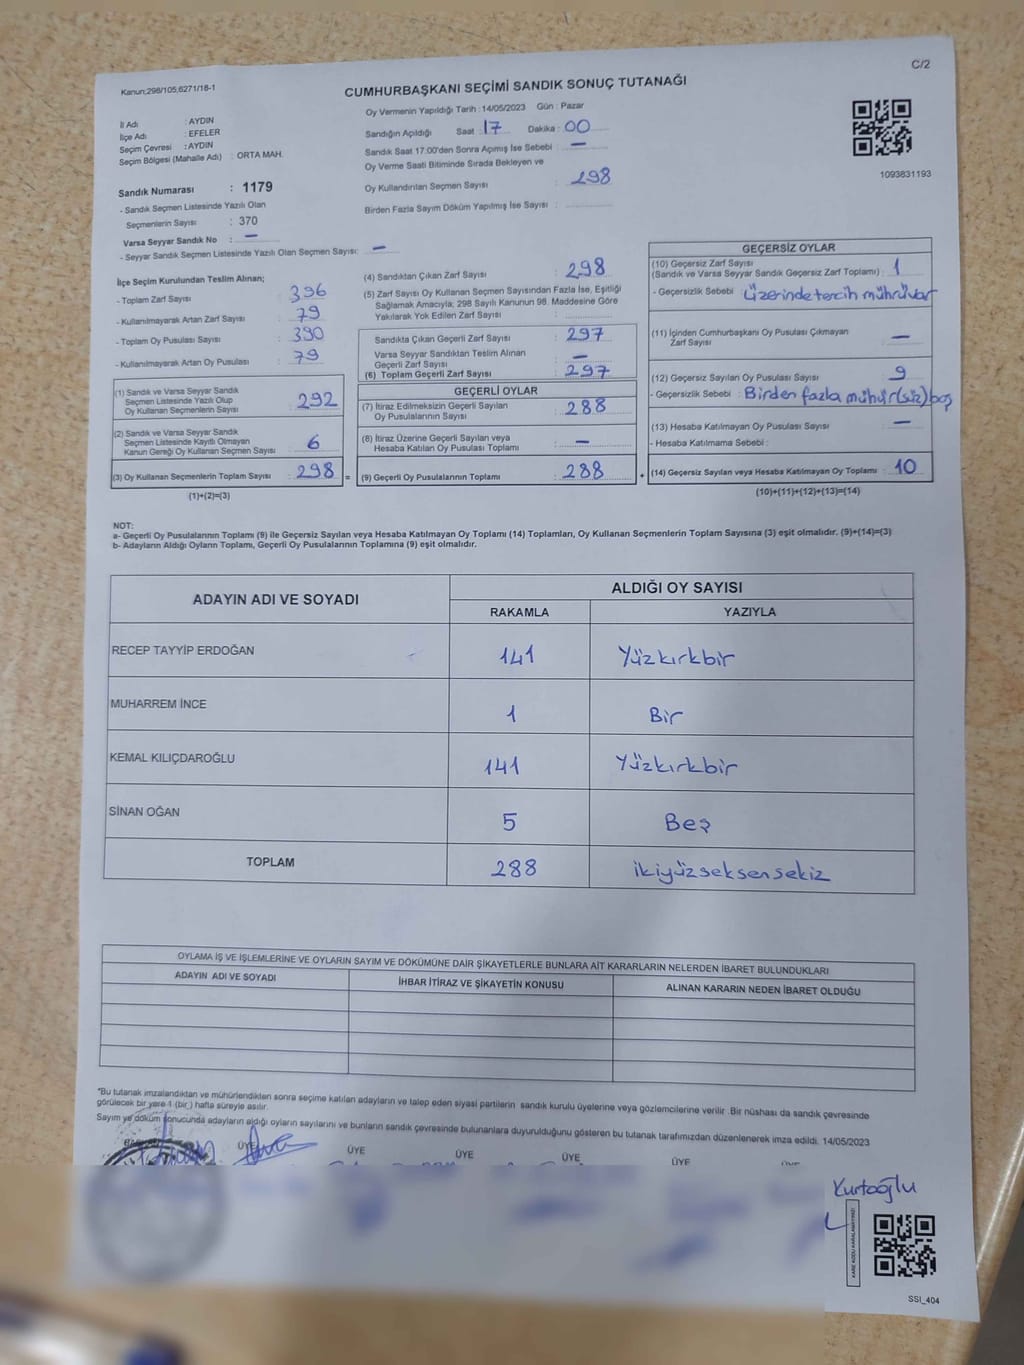 C/2
Kanun;298/105;6271/18-1
CUMHURBAŞKANI SEÇİMİ SANDIK SONUÇ TUTANAĞI
Oy Vermenin Yapıldığı Tarih : 14/05/2023 Gün : Pazar
İl Adı : AYDIN
İlçe Adı : EFELER
Seçim Çevresi : AYDIN
Seçim Bölgesi (Mahalle Adı) : ORTA MAH.
Sandığın Açıldığı Saat : 17 Dakika : 00
Sandık Saat 17:00'den Sonra Açımış İse Sebebi : —
Oy Verme Saati Bitiminde Sırada Bekleyen ve
Oy Kullandırılan Seçmen Sayısı : 298
Birden Fazla Sayım Döküm Yapılmış İse Sayısı :
1093831193
Sandık Numarası : 1179
- Sandık Seçmen Listesinde Yazılı Olan
Seçmenlerin Sayısı : 370
Varsa Seyyar Sandık No : —
- Seyyar Sandık Seçmen Listesinde Yazılı Olan Seçmen Sayısı: —
İlçe Seçim Kurulundan Teslim Alınan;
- Toplam Zarf Sayısı : 396
- Kullanılmayarak Artan Zarf Sayısı : 79
- Toplam Oy Pusulası Sayısı : 390
- Kullanılmayarak Artan Oy Pusulası : 79
(1) Sandık ve Varsa Seyyar Sandık
Seçmen Listesinde Yazılı Olup
Oy Kullanan Seçmenlerin Sayısı : 292
(2) Sandık ve Varsa Seyyar Sandık
Seçmen Listesinde Kayıtlı Olmayan
Kanun Gereği Oy Kullanan Seçmen Sayısı : 6
(3) Oy Kullanan Seçmenlerin Toplam Sayısı : 298 =
(1)+(2)=(3)
(4) Sandıktan Çıkan Zarf Sayısı : 298
(5) Zarf Sayısı Oy Kullanan Seçmen Sayısından Fazla İse, Eşitliği
Sağlamak Amacıyla; 298 Sayılı Kanunun 98. Maddesine Göre
Yakılarak Yok Edilen Zarf Sayısı :
Sandıkta Çıkan Geçerli Zarf Sayısı : 297
Varsa Seyyar Sandıktan Teslim Alınan
Geçerli Zarf Sayısı : —
(6) Toplam Geçerli Zarf Sayısı : 297
GEÇERLİ OYLAR
(7) İtiraz Edilmeksizin Geçerli Sayılan
Oy Pusulalarının Sayısı : 288
(8) İtiraz Üzerine Geçerli Sayılan veya
Hesaba Katılan Oy Pusulası Toplamı : —
(9) Geçerli Oy Pusulalarının Toplamı : 288 +
GEÇERSİZ OYLAR
(10) Geçersiz Zarf Sayısı
(Sandık ve Varsa Seyyar Sandık Geçersiz Zarf Toplamı) : 1
- Geçersizlik Sebebi : Üzerinde tercih mührü var
(11) İçinden Cumhurbaşkanı Oy Pusulası Çıkmayan
Zarf Sayısı : —
(12) Geçersiz Sayılan Oy Pusulası Sayısı : 9
- Geçersizlik Sebebi : Birden fazla mühür(süz)boş
(13) Hesaba Katılmayan Oy Pusulası Sayısı : —
- Hesaba Katılmama Sebebi :
(14) Geçersiz Sayılan veya Hesaba Katılmayan Oy Toplamı : 10
(10)+(11)+(12)+(13)=(14)
NOT:
a- Geçerli Oy Pusulalarının Toplamı (9) ile Geçersiz Sayılan veya Hesaba Katılmayan Oy Toplamı (14) Toplamları, Oy Kullanan Seçmenlerin Toplam Sayısına (3) eşit olmalıdır. (9)+(14)=(3)
b- Adayların Aldığı Oyların Toplamı, Geçerli Oy Pusulalarının Toplamına (9) eşit olmalıdır.
ADAYIN ADI VE SOYADI
ALDIĞI OY SAYISI
RAKAMLA YAZIYLA
RECEP TAYYİP ERDOĞAN 141 Yüzkırkbir
MUHARREM İNCE 1 Bir
KEMAL KILIÇDAROĞLU 141 Yüzkırkbir
SİNAN OĞAN 5 Beş
TOPLAM 288 ikiyüzseksensekiz
OYLAMA İŞ VE İŞLEMLERİNE VE OYLARIN SAYIM VE DÖKÜMÜNE DAİR ŞİKAYETLERLE BUNLARA AİT KARARLARIN NELERDEN İBARET BULUNDUKLARI
ADAYIN ADI VE SOYADI İHBAR İTİRAZ VE ŞİKAYETİN KONUSU ALINAN KARARIN NEDEN İBARET OLDUĞU
*Bu tutanak imzalandıktan ve mühürlendikten sonra seçime katılan adayların ve talep eden siyasi partilerin sandık kurulu üyelerine veya gözlemcilerine verilir .Bir nüshası da sandık çevresinde
görülecek bir yere 1 (bir ) hafta süreyle asılır.
Sayım ve döküm sonucunda adayların aldığı oyların sayılarını ve bunların sandık çevresinde bulunanlara duyurulduğunu gösteren bu tutanak tarafımızdan düzenlenerek imza edildi. 14/05/2023
ÜYE ÜYE ÜYE ÜYE ÜYE
Kurtoğlu
KARE KODU KARALAMAYINIZ!
SSI_404